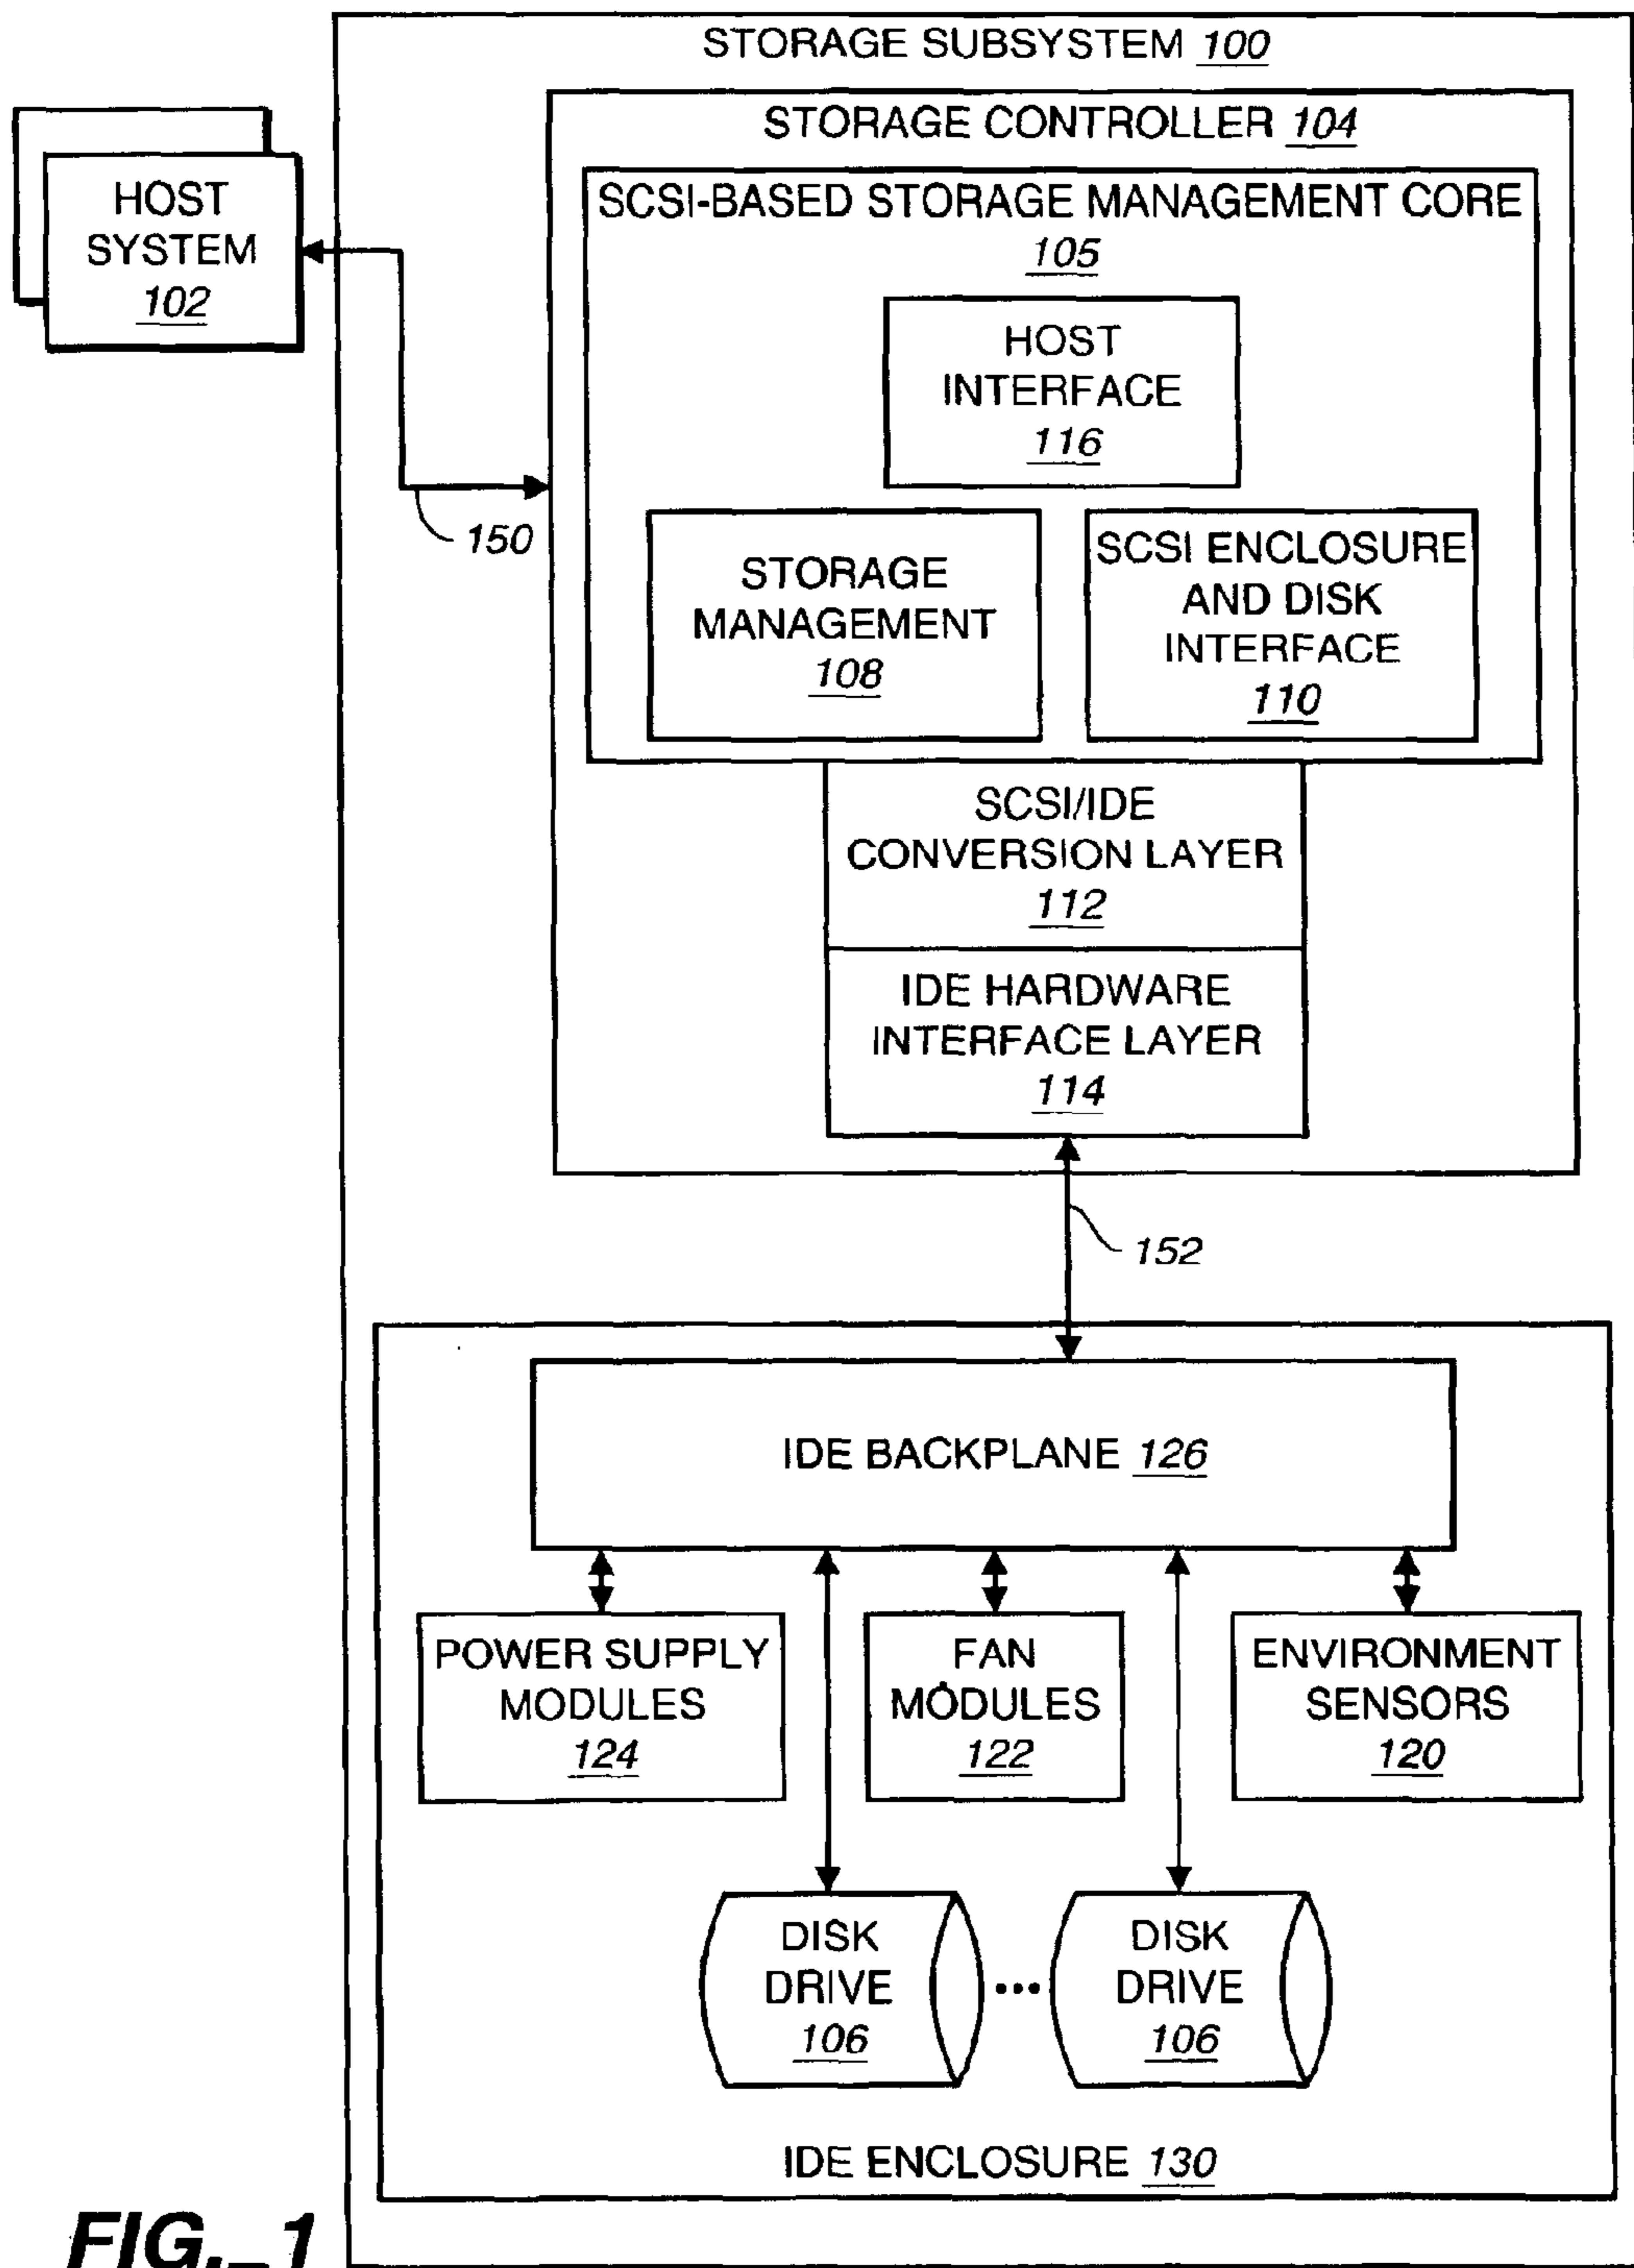 STORAGE SUBSYSTEM 100
STORAGE CONTROLLER 104
SCSI-BASED STORAGE MANAGEMENT CORE
105
HOST
SYSTEM
102
HOST
INTERFACE
116
150
STORAGE
MANAGEMENT
108
SCSI ENCLOSURE
AND DISK
INTERFACE
110
SCSI/IDE
CONVERSION LAYER
112
IDE HARDWARE
INTERFACE LAYER
114
152
IDE BACKPLANE 126
POWER SUPPLY
MODULES
124
FAN
MODULES
122
ENVIRONMENT
SENSORS
120
DISK
DRIVE
106
...
DISK
DRIVE
106
IDE ENCLOSURE 130
FIG._1